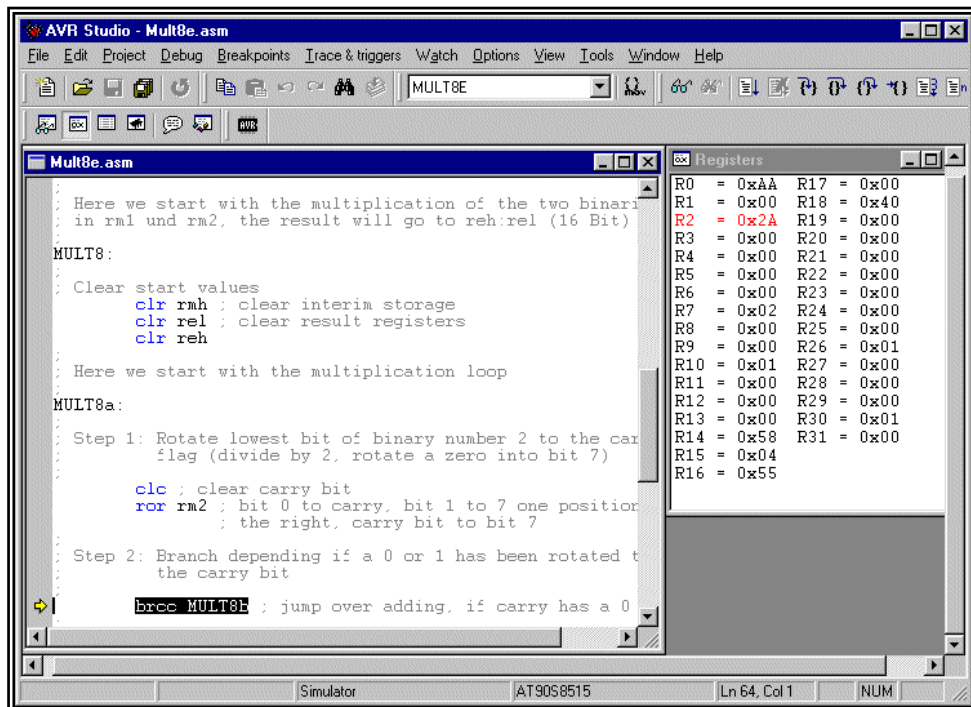 AVR Studio - Mult8e.asm
File Edit Project Debug Breakpoints Trace & triggers Watch Options View Tools Window Help
MULT8E
AVR
Mult8e.asm
;
; Here we start with the multiplication of the two binari
; in rm1 und rm2, the result will go to reh:rel (16 Bit)
;
MULT8:
;
; Clear start values
clr rmh ; clear interim storage
clr rel ; clear result registers
clr reh
;
; Here we start with the multiplication loop
;
MULT8a:
;
; Step 1: Rotate lowest bit of binary number 2 to the car
; flag (divide by 2, rotate a zero into bit 7)
;
clc ; clear carry bit
ror rm2 ; bit 0 to carry, bit 1 to 7 one position
; the right, carry bit to bit 7
;
; Step 2: Branch depending if a 0 or 1 has been rotated t
; the carry bit
;
brcc MULT8b ; jump over adding, if carry has a 0
Registers
R0 = 0xAA R17 = 0x00
R1 = 0x00 R18 = 0x40
R2 = 0x2A R19 = 0x00
R3 = 0x00 R20 = 0x00
R4 = 0x00 R21 = 0x00
R5 = 0x00 R22 = 0x00
R6 = 0x00 R23 = 0x00
R7 = 0x02 R24 = 0x00
R8 = 0x00 R25 = 0x00
R9 = 0x00 R26 = 0x01
R10 = 0x01 R27 = 0x00
R11 = 0x00 R28 = 0x00
R12 = 0x00 R29 = 0x00
R13 = 0x00 R30 = 0x01
R14 = 0x58 R31 = 0x00
R15 = 0x04
R16 = 0x55
Simulator AT90S8515 Ln 64, Col 1 NUM